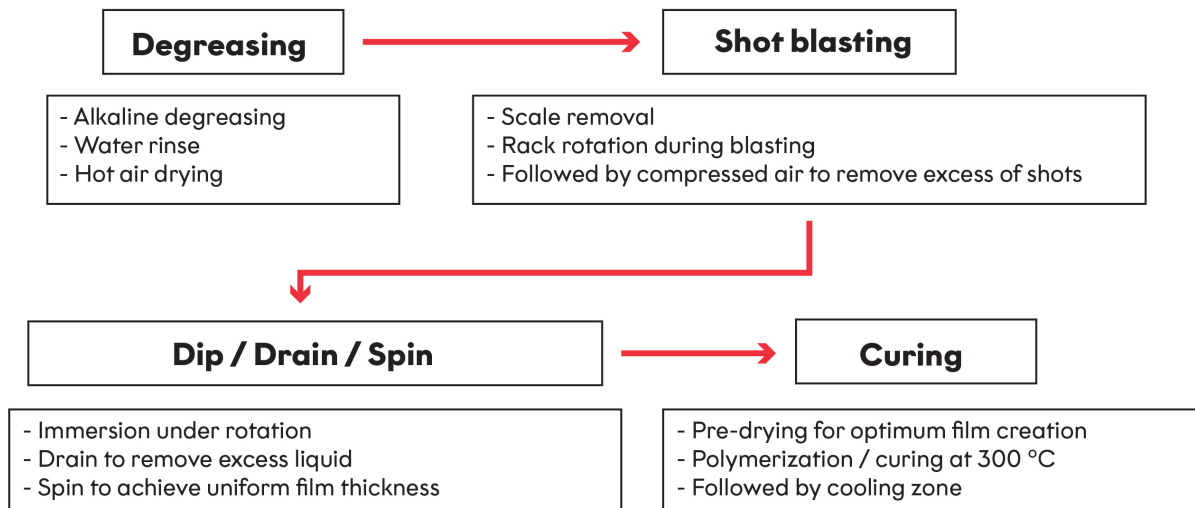 Degreasing
Shot blasting
- Alkaline degreasing
- Water rinse
- Hot air drying
- Scale removal
- Rack rotation during blasting
- Followed by compressed air to remove excess of shots
Dip / Drain / Spin
Curing
- Immersion under rotation
- Drain to remove excess liquid
- Spin to achieve uniform film thickness
- Pre-drying for optimum film creation
- Polymerization / curing at 300 °C
- Followed by cooling zone